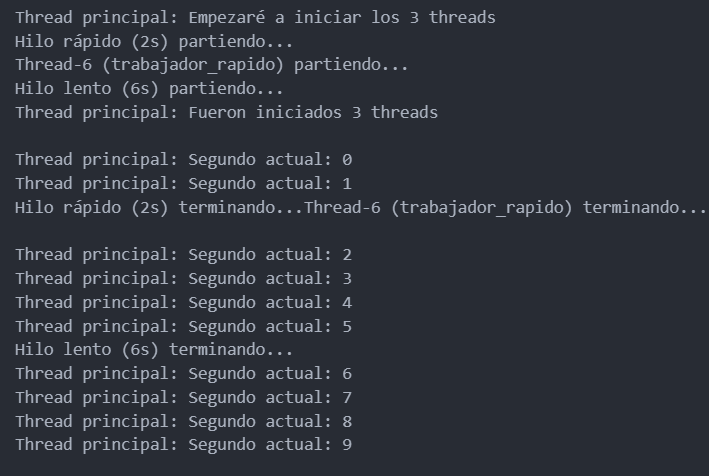 Thread principal: Empezaré a iniciar los 3 threads
Hilo rápido (2s) partiendo...
Thread-6 (trabajador_rapido) partiendo...
Hilo lento (6s) partiendo...
Thread principal: Fueron iniciados 3 threads
Thread principal: Segundo actual: 0
Thread principal: Segundo actual: 1
Hilo rápido (2s) terminando...Thread-6 (trabajador_rapido) terminando...
Thread principal: Segundo actual: 2
Thread principal: Segundo actual: 3
Thread principal: Segundo actual: 4
Thread principal: Segundo actual: 5
Hilo lento (6s) terminando...
Thread principal: Segundo actual: 6
Thread principal: Segundo actual: 7
Thread principal: Segundo actual: 8
Thread principal: Segundo actual: 9